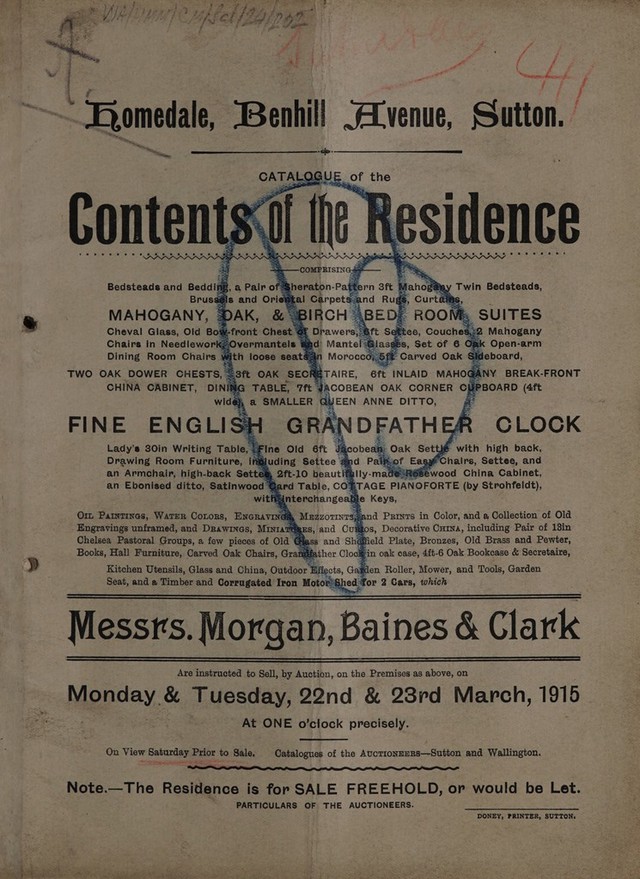 Homedale, Benhill Avenue, Sutton.
CATALOGUE of the
Contents of the Residence
COMPRISING
Bedsteads and Bedding, a Pair of Sheraton-Pattern 3ft Mahogany Twin Bedsteads,
Brussels and Oriental Carpets and Rugs, Curtains,
MAHOGANY, OAK, & BIRCH BED ROOM SUITES
Cheval Glass, Old Bow-front Chest of Drawers, 6ft Settee, Couches, 2 Mahogany
Chairs in Needlework, Overmantels and Mantel Glasses, Set of 6 Oak Open-arm
Dining Room Chairs with loose seats in Morocco, 5ft Carved Oak Sideboard,
TWO OAK DOWER CHESTS, 3ft OAK SECRETAIRE, 6ft INLAID MAHOGANY BREAK-FRONT
CHINA CABINET, DINING TABLE, 7ft JACOBEAN OAK CORNER CUPBOARD (4ft
wide), a SMALLER QUEEN ANNE DITTO,
FINE ENGLISH GRANDFATHER CLOCK
Lady's 30in Writing Table, Fine Old 6ft Jacobean Oak Settle with high back,
Drawing Room Furniture, including Settee and Pair of Easy Chairs, Settee, and
an Armchair, high-back Settee, 2ft-10 beautifully-made Rosewood China Cabinet,
an Ebonised ditto, Satinwood Card Table, COTTAGE PIANOFORTE (by Strohfeldt),
with Interchangeable Keys,
OIL PAINTINGS, WATER COLORS, ENGRAVINGS, MEZZOTINTS, and PRINTS in Color, and a Collection of Old
Engravings unframed, and DRAWINGS, MINIATURES, and Curios, Decorative CHINA, including Pair of 13in
Chelsea Pastoral Groups, a few pieces of Old Glass and Sheffield Plate, Bronzes, Old Brass and Pewter,
Books, Hall Furniture, Carved Oak Chairs, Grandfather Clock in oak case, 4ft-6 Oak Bookcase & Secretaire,
Kitchen Utensils, Glass and China, Outdoor Effects, Garden Roller, Mower, and Tools, Garden
Seat, and a Timber and Corrugated Iron Motor Shed for 2 Cars, which
Messrs. Morgan, Baines & Clark
Are instructed to Sell, by Auction, on the Premises as above, on
Monday & Tuesday, 22nd & 23rd March, 1915
At ONE o'clock precisely.
On View Saturday Prior to Sale. Catalogues of the AUCTIONEERS—Sutton and Wallington.
Note.—The Residence is for SALE FREEHOLD, or would be Let.
PARTICULARS OF THE AUCTIONEERS.
DONEY, PRINTER, SUTTON.